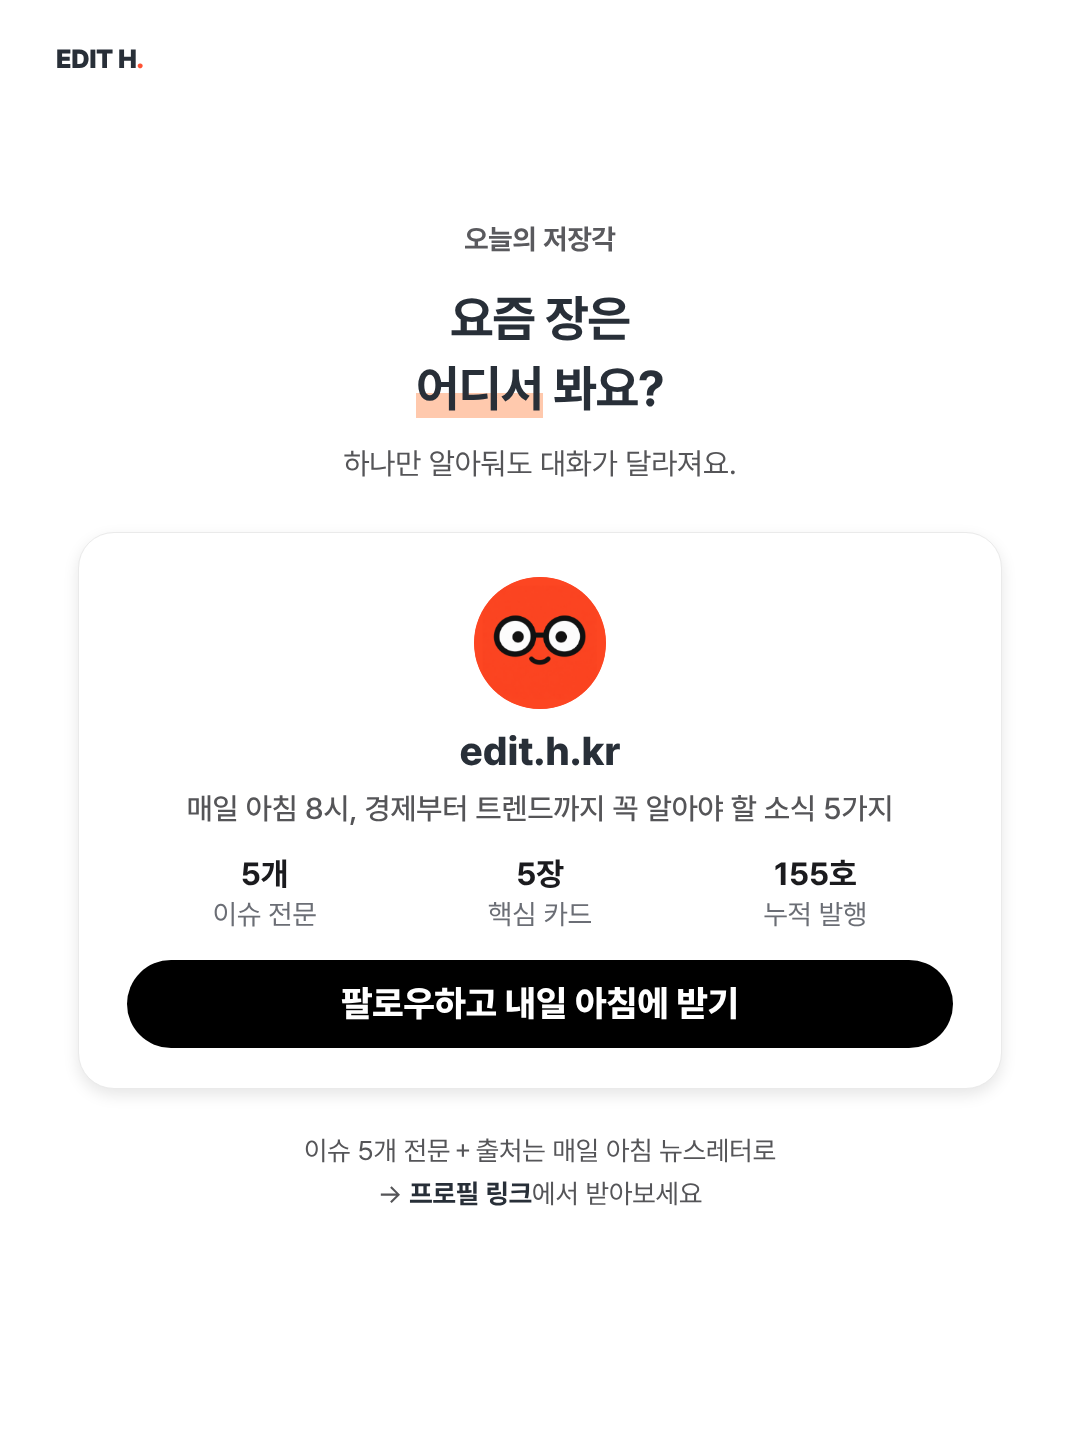 EDIT H.
오늘의 저장각
요즘 장은
어디서 봐요?
하나만 알아둬도 대화가 달라져요.
edit.h.kr
매일 아침 8시, 경제부터 트렌드까지 꼭 알아야 할 소식 5가지
5개 5장 155호
이슈 전문 핵심 카드 누적 발행
팔로우하고 내일 아침에 받기
이슈 5개 전문 + 출처는 매일 아침 뉴스레터로
→ 프로필 링크에서 받아보세요